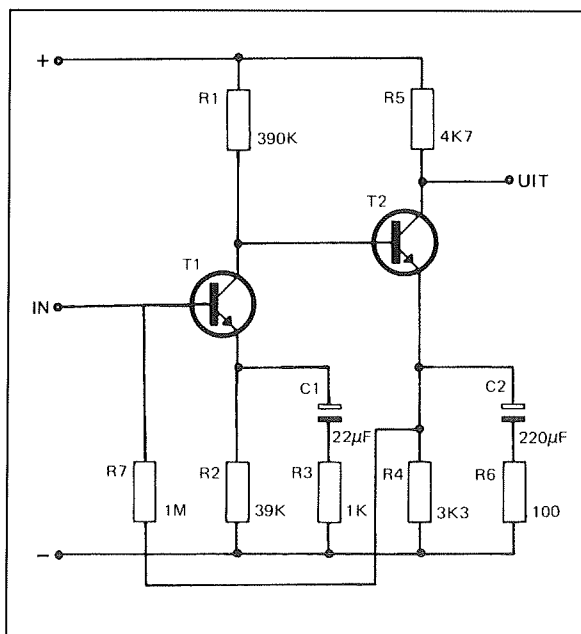 +
R1
390K
R5
4K7
UIT
T2
T1
IN
C1
22µF
C2
220µF
R7
1M
R2
39K
R3
1K
R4
3K3
R6
100
−